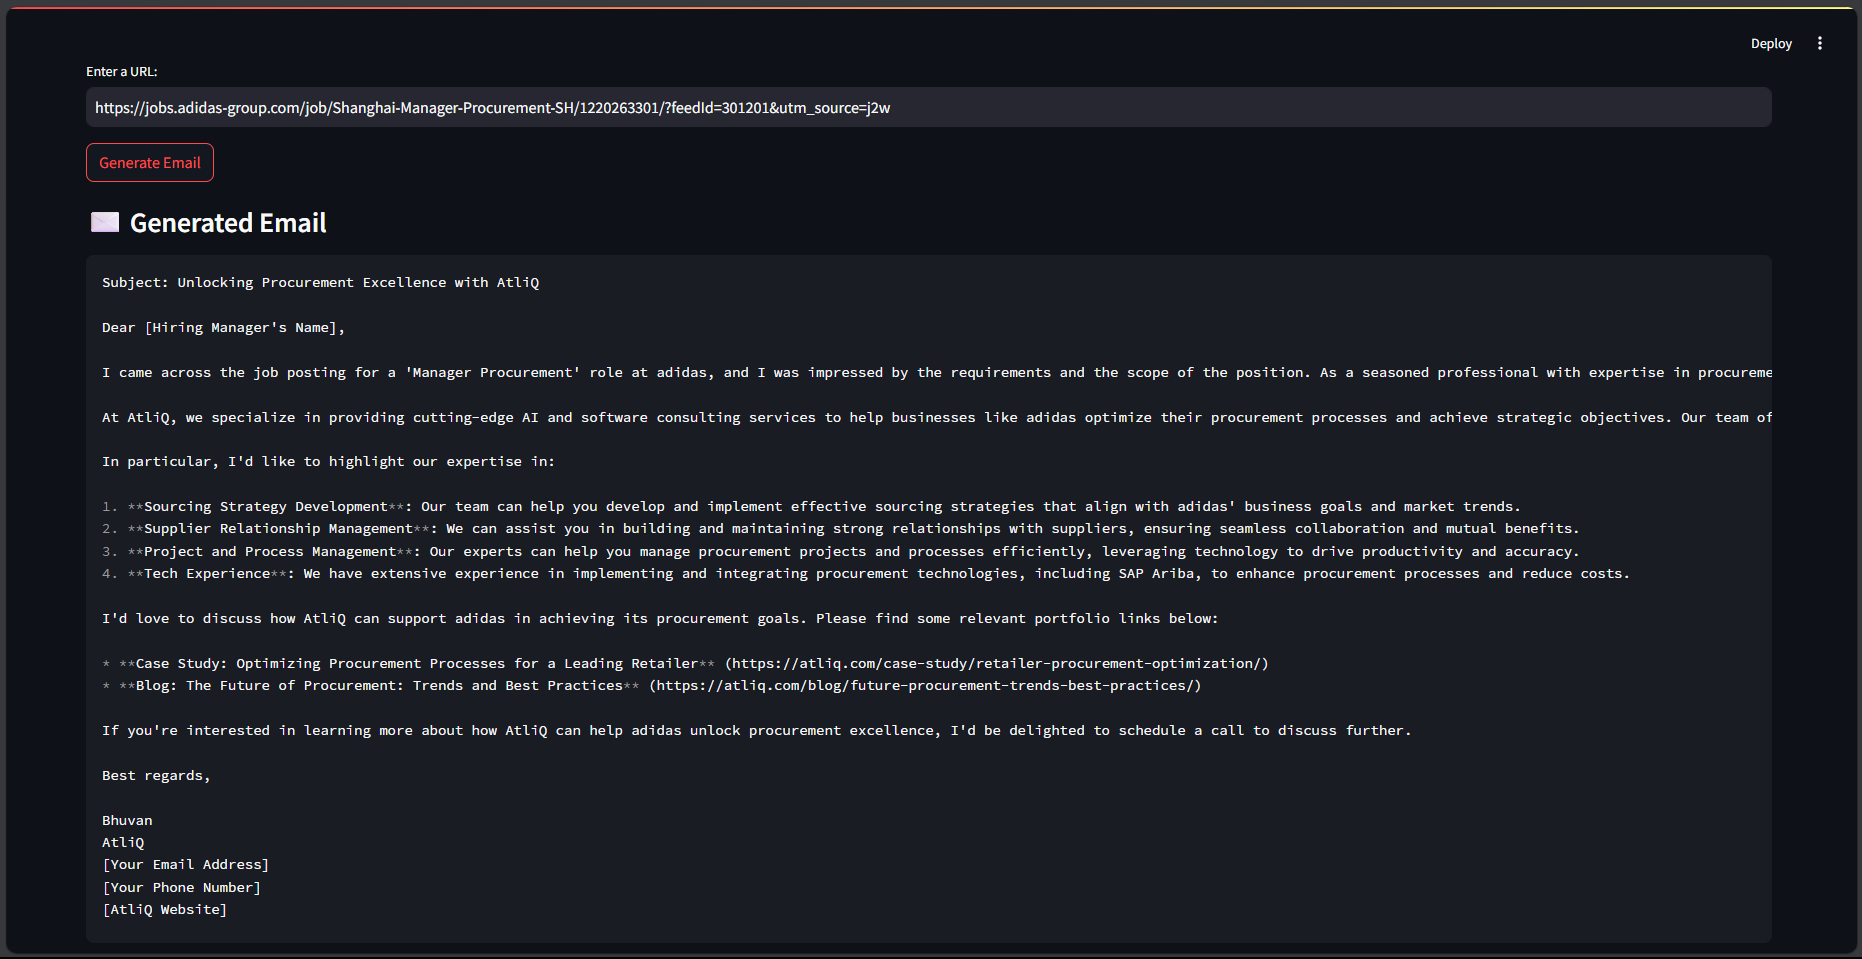 Deploy
Enter a URL:
https://jobs.adidas-group.com/job/Shanghai-Manager-Procurement-SH/1220263301/?feedId=301201&utm_source=j2w
Generate Email
Generated Email
Subject: Unlocking Procurement Excellence with AtliQ
Dear [Hiring Manager's Name],
I came across the job posting for a 'Manager Procurement' role at adidas, and I was impressed by the requirements and the scope of the position. As a seasoned professional with expertise in procureme
At AtliQ, we specialize in providing cutting-edge AI and software consulting services to help businesses like adidas optimize their procurement processes and achieve strategic objectives. Our team of
In particular, I'd like to highlight our expertise in:
1. **Sourcing Strategy Development**: Our team can help you develop and implement effective sourcing strategies that align with adidas' business goals and market trends.
2. **Supplier Relationship Management**: We can assist you in building and maintaining strong relationships with suppliers, ensuring seamless collaboration and mutual benefits.
3. **Project and Process Management**: Our experts can help you manage procurement projects and processes efficiently, leveraging technology to drive productivity and accuracy.
4. **Tech Experience**: We have extensive experience in implementing and integrating procurement technologies, including SAP Ariba, to enhance procurement processes and reduce costs.
I'd love to discuss how AtliQ can support adidas in achieving its procurement goals. Please find some relevant portfolio links below:
* **Case Study: Optimizing Procurement Processes for a Leading Retailer** (https://atliq.com/case-study/retailer-procurement-optimization/)
* **Blog: The Future of Procurement: Trends and Best Practices** (https://atliq.com/blog/future-procurement-trends-best-practices/)
If you're interested in learning more about how AtliQ can help adidas unlock procurement excellence, I'd be delighted to schedule a call to discuss further.
Best regards,
Bhuvan
AtliQ
[Your Email Address]
[Your Phone Number]
[AtliQ Website]